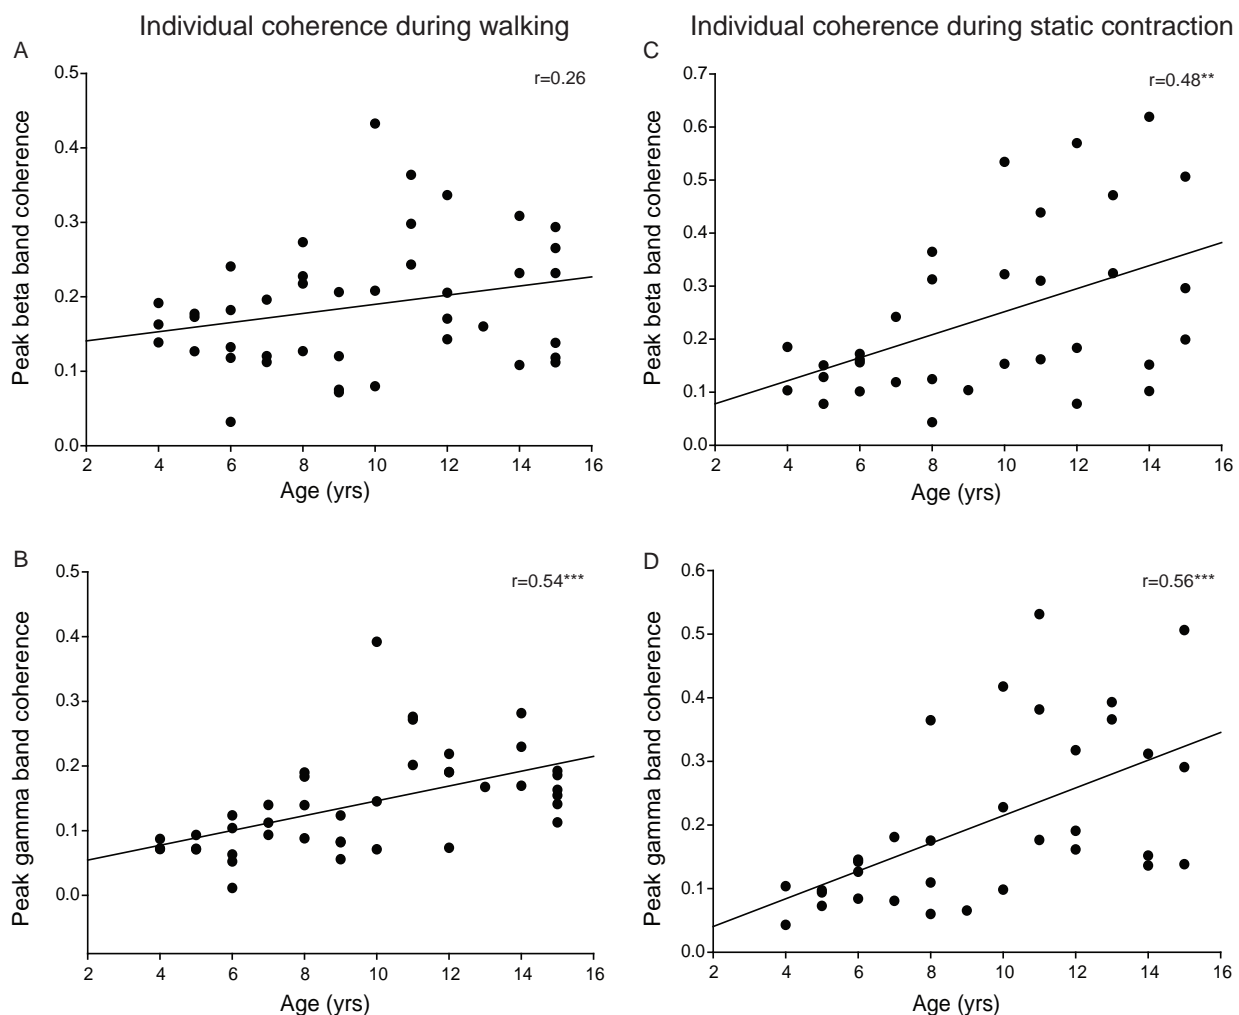 Individual coherence during walking
Individual coherence during static contraction
A
r=0.26
Peak beta band coherence
0.5
0.4
0.3
0.2
0.1
0.0
2 4 6 8 10 12 14 16
Age (yrs)
C
r=0.48**
Peak beta band coherence
0.7
0.6
0.5
0.4
0.3
0.2
0.1
0.0
2 4 6 8 10 12 14 16
Age (yrs)
B
r=0.54***
Peak gamma band coherence
0.5
0.4
0.3
0.2
0.1
0.0
2 4 6 8 10 12 14 16
Age (yrs)
D
r=0.56***
Peak gamma band coherence
0.6
0.5
0.4
0.3
0.2
0.1
0.0
2 4 6 8 10 12 14 16
Age (yrs)